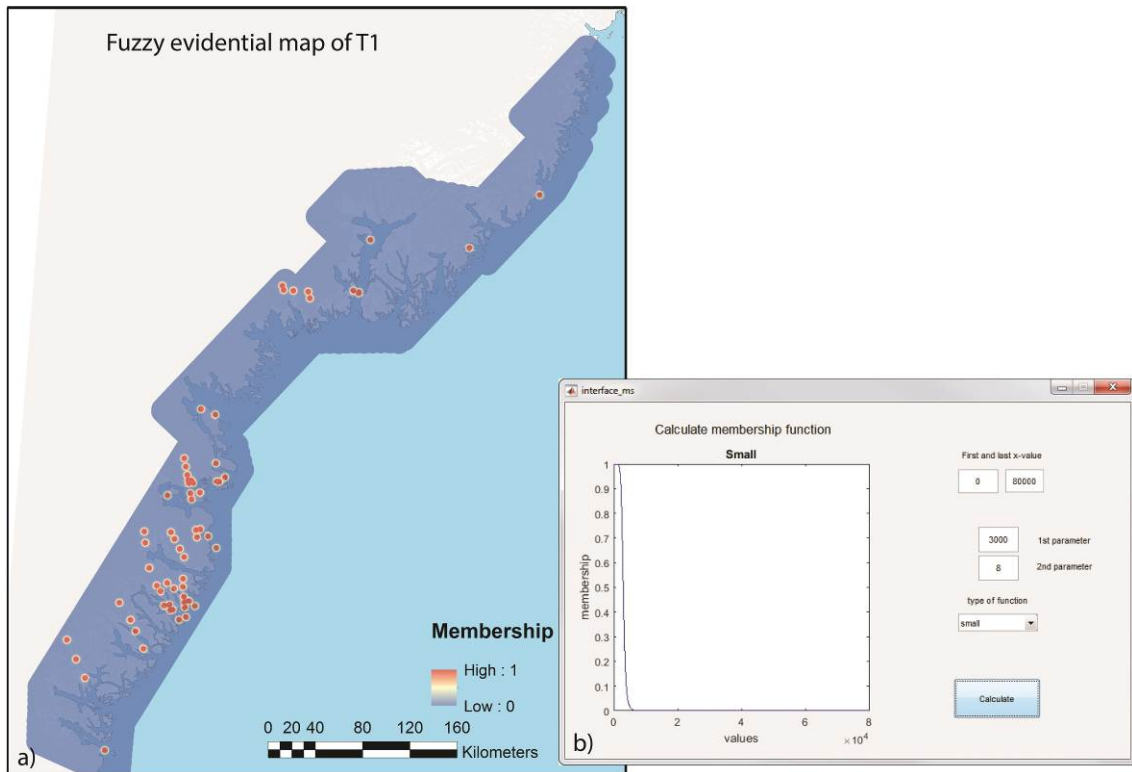 Fuzzy evidential map of T1
Membership
High : 1
Low : 0
0 20 40 80 120 160
Kilometers
a)
interface_ms
Calculate membership function
Small
1
0.9
0.8
0.7
0.6
0.5
0.4
0.3
0.2
0.1
0
membership
0 2 4 6 8
×10⁴
values
First and last x-value
0 80000
3000 1st parameter
8 2nd parameter
type of function
small
Calculate
b)